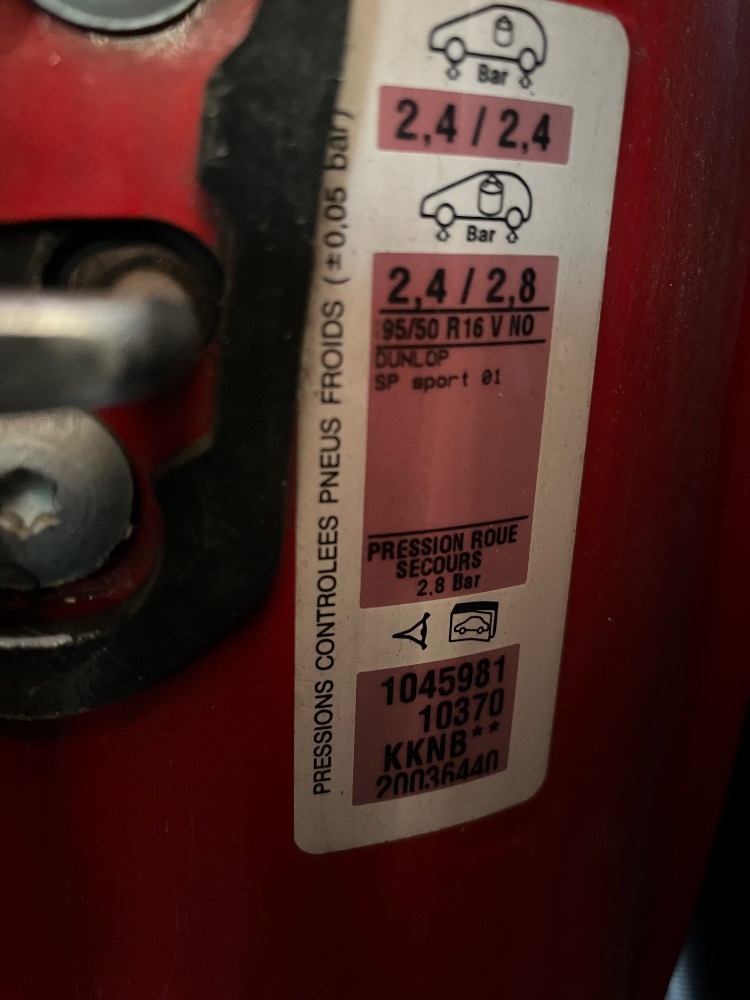 Bar
2,4 / 2,4
Bar
2,4 / 2,8
95/50 R16 V NO
DUNLOP
SP sport 01
PRESSION ROUE
SECOURS
2,8 Bar
1045981
10370
KKNB**
20036440
PRESSIONS CONTROLEES PNEUS FROIDS (±0,05 bar)